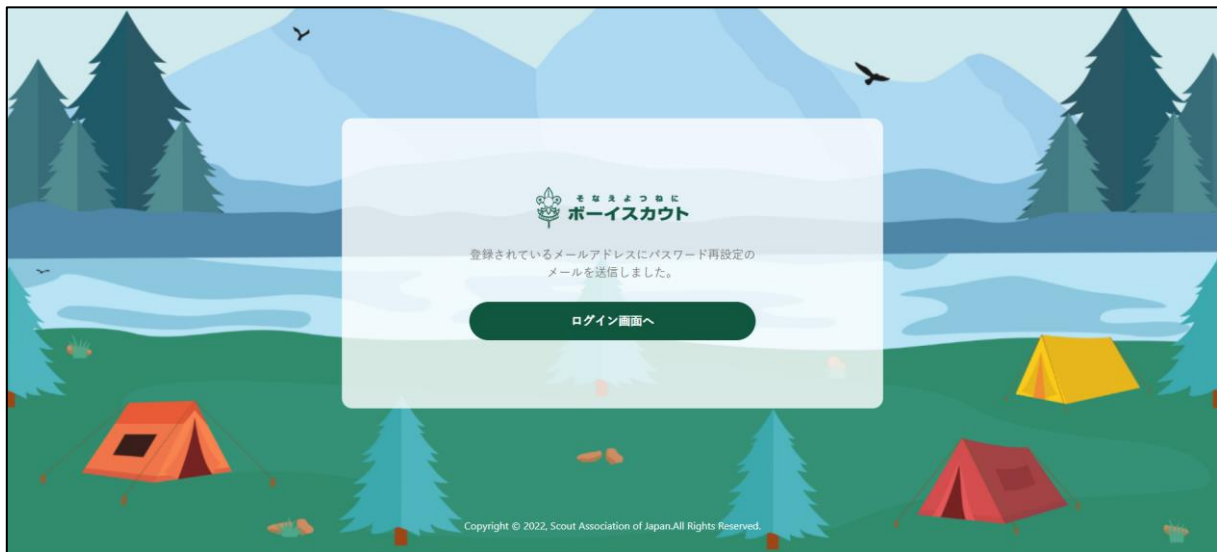 そなえよつねに
ボーイスカウト
登録されているメールアドレスにパスワード再設定の
メールを送信しました。
ログイン画面へ
Copyright © 2022, Scout Association of Japan.All Rights Reserved.